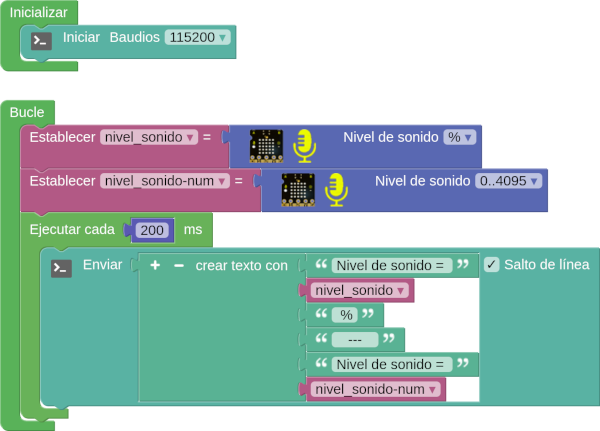 Inicializar
Iniciar Baudios 115200
Bucle
Establecer nivel_sonido = Nivel de sonido %
Establecer nivel_sonido-num = Nivel de sonido 0..4095
Ejecutar cada 200 ms
Enviar + − crear texto con “ Nivel de sonido = ” ✓ Salto de línea
nivel_sonido
“ % ”
“ --- ”
“ Nivel de sonido = ”
nivel_sonido-num